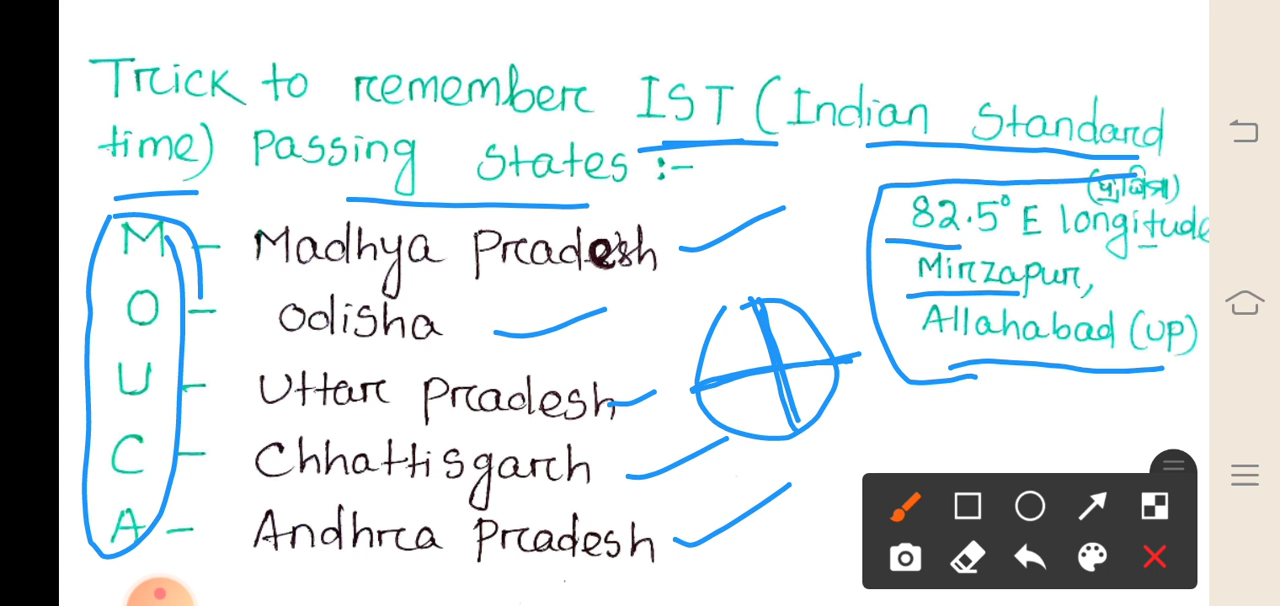 Trick to remember IST (Indian Standard
time) Passing States :-
M - Madhya Pradesh
O - Odisha
U - Uttar Pradesh
C - Chhattisgarh
A - Andhra Pradesh
82.5° E longitude
Mirzapur,
Allahabad (UP)